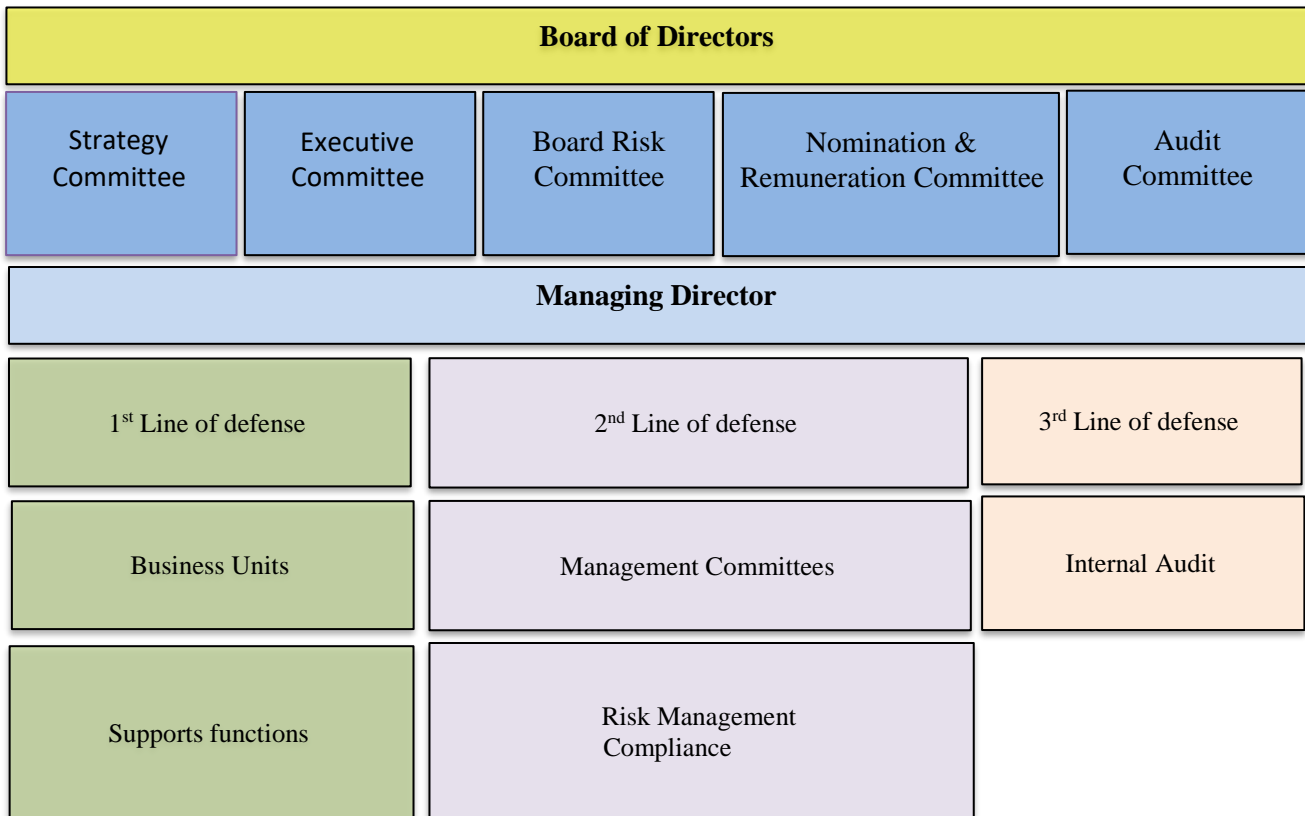 Board of Directors
Strategy
Committee
Executive
Committee
Board Risk
Committee
Nomination &
Remuneration Committee
Audit
Committee
Managing Director
1st Line of defense
2nd Line of defense
3rd Line of defense
Business Units
Management Committees
Internal Audit
Supports functions
Risk Management
Compliance